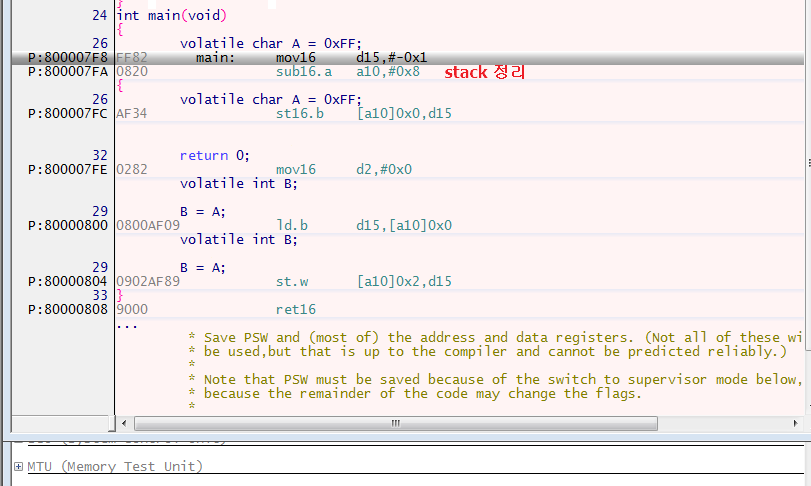 24 int main(void)
{
26 volatile char A = 0xFF;
P:800007F8 FF82 main: mov16 d15,#-0x1
P:800007FA 0820 sub16.a a10,#0x8 stack 정리
{
26 volatile char A = 0xFF;
P:800007FC AF34 st16.b [a10]0x0,d15
32 return 0;
P:800007FE 0282 mov16 d2,#0x0
volatile int B;
29 B = A;
P:80000800 0800AF09 ld.b d15,[a10]0x0
volatile int B;
29 B = A;
P:80000804 0902AF89 st.w [a10]0x2,d15
33 }
P:80000808 9000 ret16
...
* Save PSW and (most of) the address and data registers. (Not all of these wi
* be used,but that is up to the compiler and cannot be predicted reliably.)
*
* Note that PSW must be saved because of the switch to supervisor mode below,
* because the remainder of the code may change the flags.
*
MTU (Memory Test Unit)